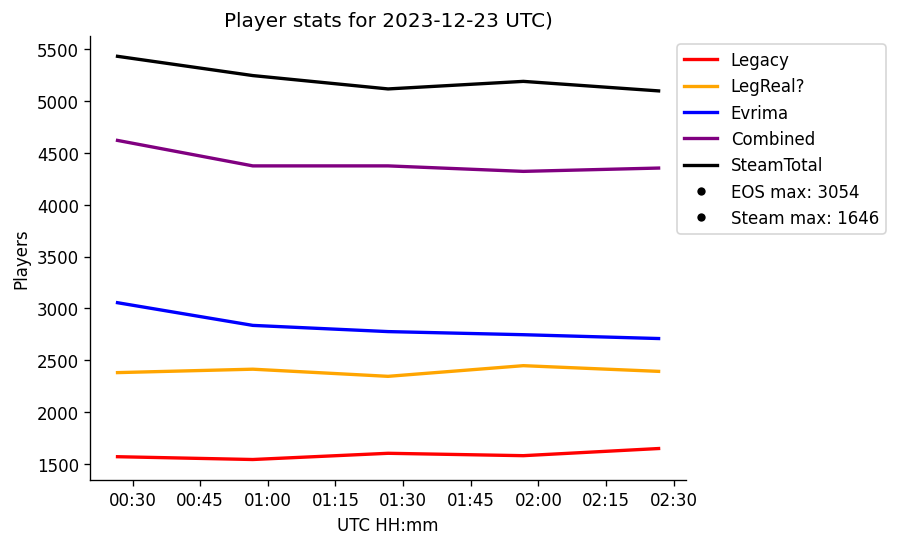 Player stats for 2023-12-23 UTC)
5500
5000
4500
4000
3500
3000
2500
2000
1500
Players
00:30 00:45 01:00 01:15 01:30 01:45 02:00 02:15 02:30
UTC HH:mm
Legacy
LegReal?
Evrima
Combined
SteamTotal
EOS max: 3054
Steam max: 1646